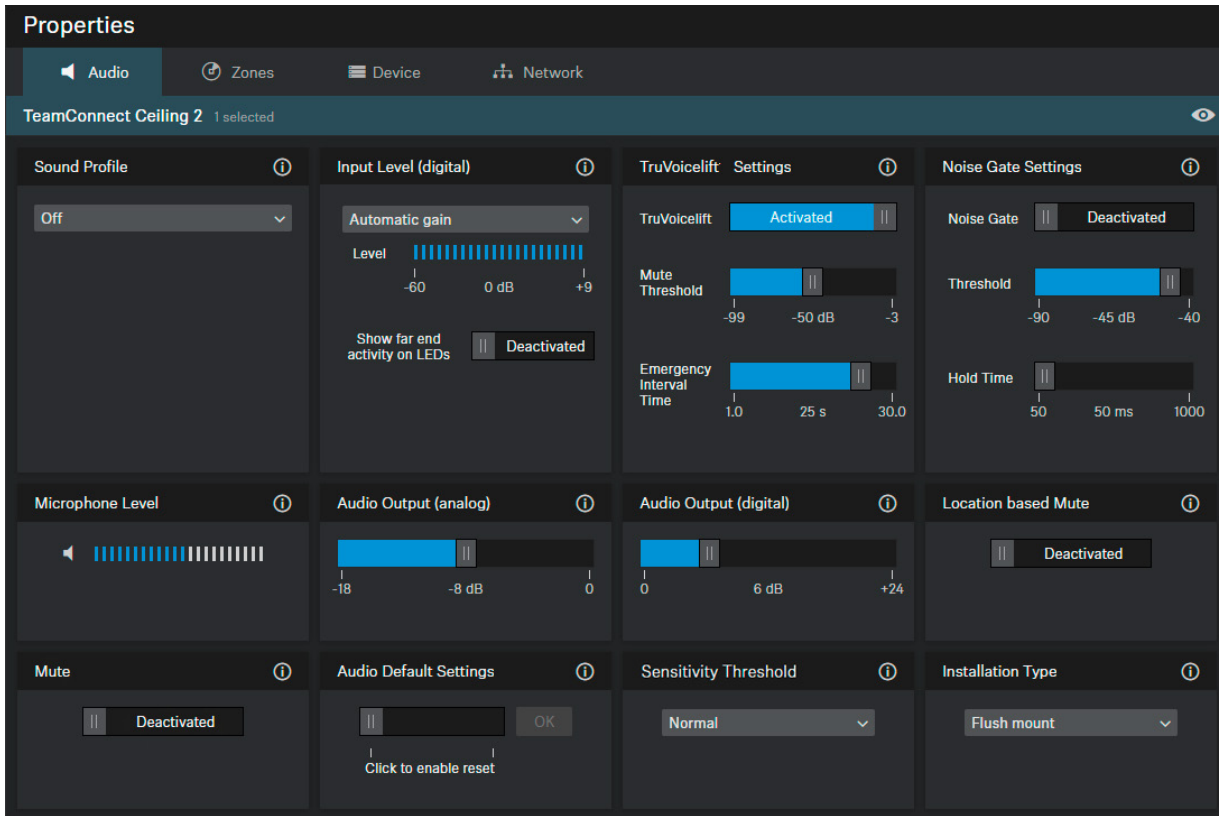 Properties
Audio
Zones
Device
Network
TeamConnect Ceiling 2 1 selected
Sound Profile
Off
Input Level (digital)
Automatic gain
Level
-60 0 dB +9
Show far end
activity on LEDs
Deactivated
TruVoicelift Settings
TruVoicelift
Activated
Mute
Threshold
-99 -50 dB -3
Emergency
Interval
Time
1.0 25 s 30.0
Noise Gate Settings
Noise Gate
Deactivated
Threshold
-90 -45 dB -40
Hold Time
50 50 ms 1000
Microphone Level
Audio Output (analog)
-18 -8 dB 0
Audio Output (digital)
0 6 dB +24
Location based Mute
Deactivated
Mute
Deactivated
Audio Default Settings
OK
Click to enable reset
Sensitivity Threshold
Normal
Installation Type
Flush mount